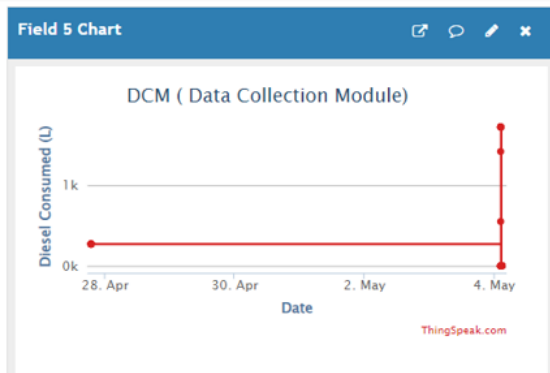 Field 5 Chart
DCM ( Data Collection Module)
Diesel Consumed (L)
1k
0k
28. Apr
30. Apr
2. May
4. May
Date
ThingSpeak.com